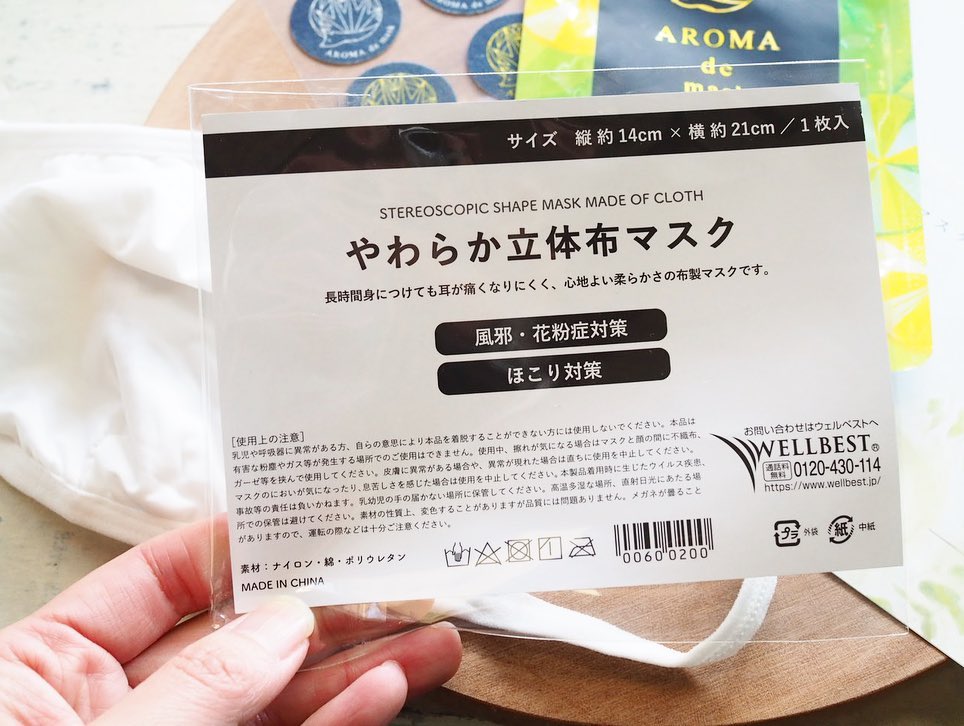 AROMA de mask
AROMA
de
mask
サイズ 縦 約14cm × 横 約21cm／1枚入
STEREOSCOPIC SHAPE MASK MADE OF CLOTH
やわらか立体布マスク
長時間身につけても耳が痛くなりにくく、心地よい柔らかさの布製マスクです。
風邪・花粉症対策
ほこり対策
[使用上の注意]
乳児や呼吸器に異常がある方、自らの意思により本品を着脱することができない方には使用しないでください。本品は
有害な粉塵やガス等が発生する場所でのご使用はできません。使用中、擦れが気になる場合はマスクと顔の間に不織布、
ガーゼ等を挟んで使用してください。皮膚に異常がある場合や、異常が現れた場合は直ちに使用を中止してください。
マスクのにおいが気になったり、息苦しさを感じた場合は使用を中止してください。本製品着用時に生じたウイルス疾患、
事故等の責任は負いかねます。乳幼児の手の届かない場所に保管してください。高温多湿な場所、直射日光にあたる場
所での保管は避けてください。素材の性質上、変色することがありますが品質には問題ありません。メガネが曇ること
がありますので、運転の際などは十分ご注意ください。
お問い合わせはウェルベストへ
WELLBEST®
通話料
無料
0120-430-114
https://www.wellbest.jp/
プラ 外袋 紙 中紙
00600200
素材：ナイロン・綿・ポリウレタン
MADE IN CHINA